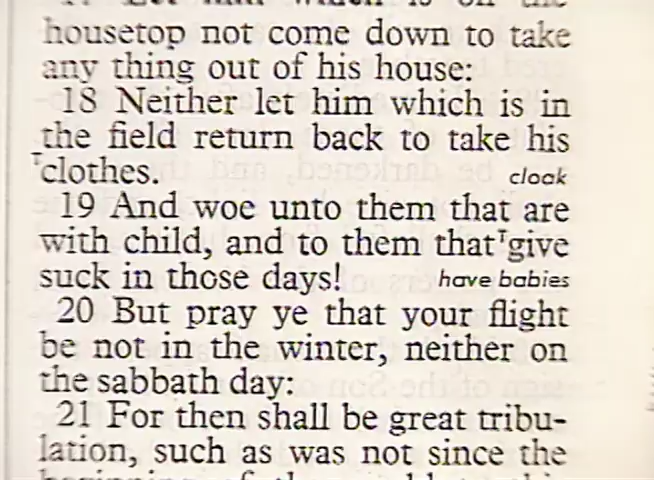 housetop not come down to take
any thing out of his house:
18 Neither let him which is in
the field return back to take his
ᵀclothes. cloak
19 And woe unto them that are
with child, and to them thatᵀgive
suck in those days! have babies
20 But pray ye that your flight
be not in the winter, neither on
the sabbath day:
21 For then shall be great tribu-
lation, such as was not since the